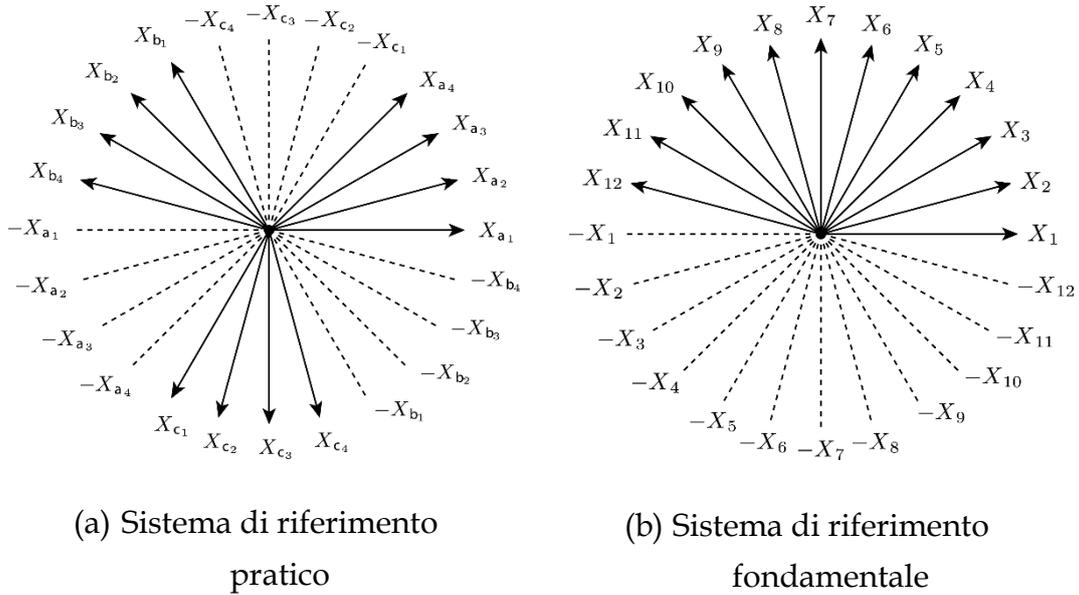 −X_{c_4} −X_{c_3} −X_{c_2}
X_{b_1} −X_{c_1}
X_{b_2} X_{a_4}
X_{b_3} X_{a_3}
X_{b_4} X_{a_2}
−X_{a_1} X_{a_1}
−X_{a_2} −X_{b_4}
−X_{a_3} −X_{b_3}
−X_{a_4} −X_{b_2}
X_{c_1} −X_{b_1}
X_{c_2} X_{c_3} X_{c_4}
(a) Sistema di riferimento
pratico
X_8 X_7 X_6
X_9 X_5
X_{10} X_4
X_{11} X_3
X_{12} X_2
−X_1 X_1
−X_2 −X_{12}
−X_3 −X_{11}
−X_4 −X_{10}
−X_5 −X_9
−X_6 −X_7 −X_8
(b) Sistema di riferimento
fondamentale